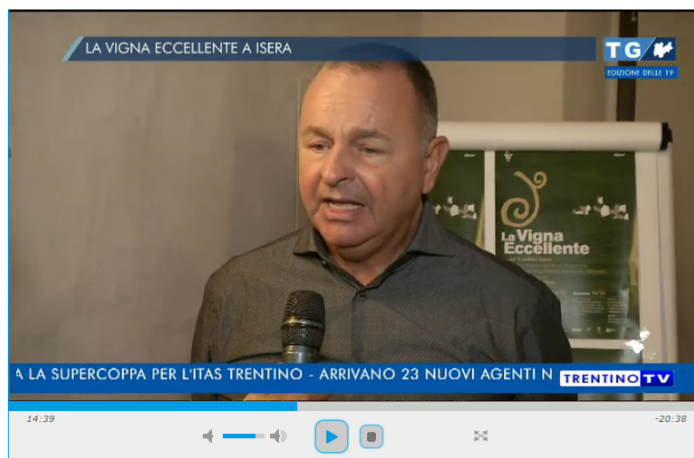 LA VIGNA ECCELLENTE A ISERA
TG
EDIZIONE DELLE 19
La Vigna
Eccellente
A LA SUPERCOPPA PER L'ITAS TRENTINO - ARRIVANO 23 NUOVI AGENTI N
TRENTINO TV
14:39
-20:38